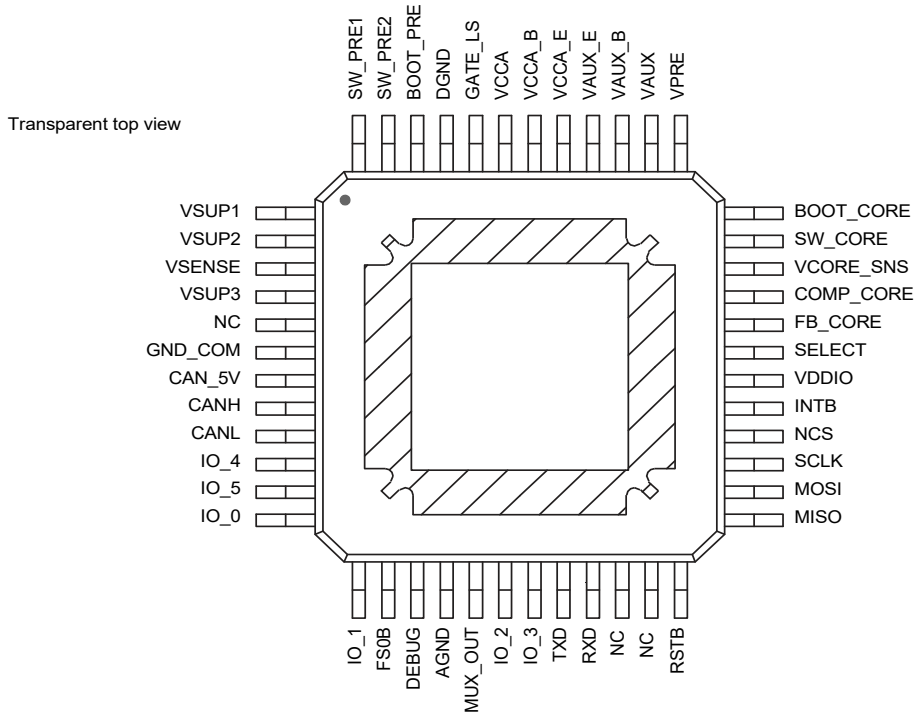 SW_PRE1
SW_PRE2
BOOT_PRE
DGND
GATE_LS
VCCA
VCCA_B
VCCA_E
VAUX_E
VAUX_B
VAUX
VPRE
Transparent top view
VSUP1
VSUP2
VSENSE
VSUP3
NC
GND_COM
CAN_5V
CANH
CANL
IO_4
IO_5
IO_0
BOOT_CORE
SW_CORE
VCORE_SNS
COMP_CORE
FB_CORE
SELECT
VDDIO
INTB
NCS
SCLK
MOSI
MISO
IO_1
FS0B
DEBUG
AGND
MUX_OUT
IO_2
IO_3
TXD
RXD
NC
NC
RSTB